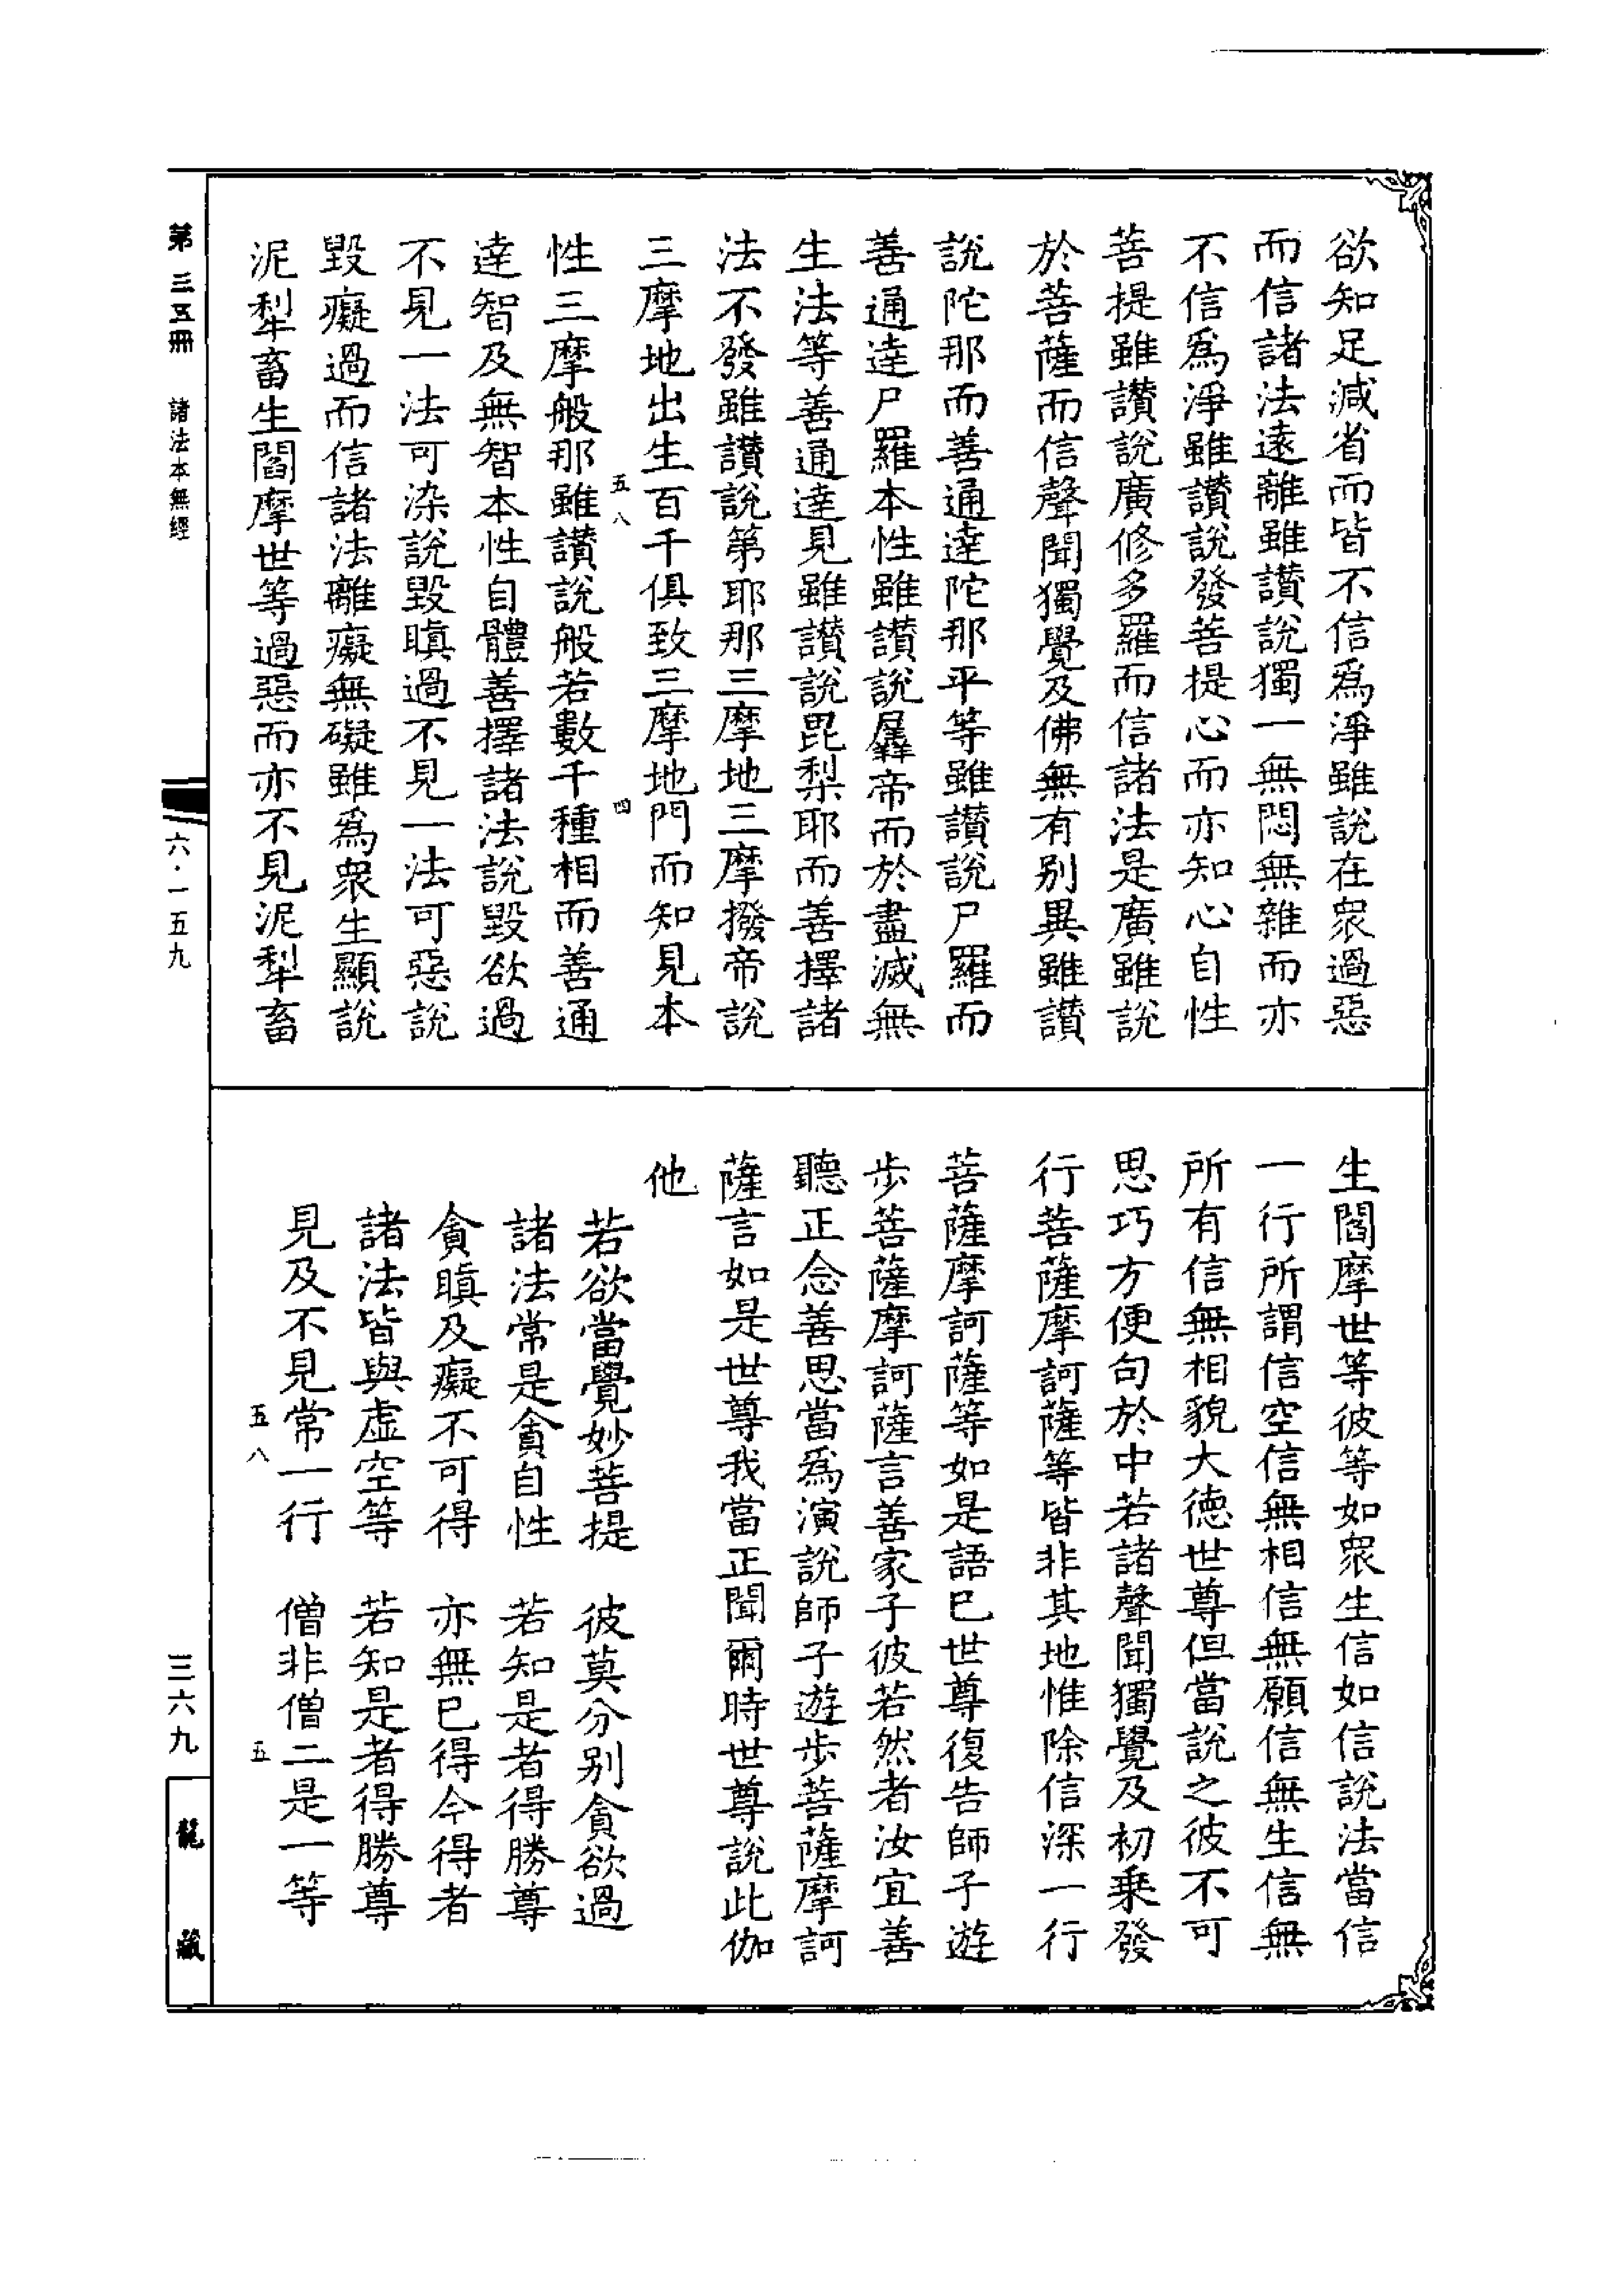 欲知足減省而皆不信爲淨雖說在衆過惡
而信諸法遠離雖讃說獨一無悶無雜而亦
不信爲淨雖讃說發菩提心而亦知心自性
菩提雖讃說廣修多羅而信諸法是廣雖說
於菩薩而信聲聞獨覺及佛無有別異雖讃
說陀那而善通達陀那平等雖讃說尸羅而
善通達尸羅本性雖讃說羼帝而於盡滅無
生法等善通達見雖讃說毘梨耶而善擇諸
法不發雖讃說第耶那三摩地三摩撥帝說
三摩地出生百千俱致三摩地門而知見本
五八
四
性三摩般那雖讃說般若數千種相而善通
達智及無智本性自體善擇諸法說毀欲過
不見一法可染說毀瞋過不見一法可惡說
毀癡過而信諸法離癡無礙雖爲衆生顯說
泥犁畜生閻摩世等過惡而亦不見泥犁畜
生閻摩世等彼等如衆生信如信說法當信
一行所謂信空信無相信無願信無生信無
所有信無相貌大德世尊但當說之彼不可
思巧方便句於中若諸聲聞獨覺及初乘發
行菩薩摩訶薩等皆非其地惟除信深一行
菩薩摩訶薩等如是語已世尊復告師子遊
步菩薩摩訶薩言善家子彼若然者汝宜善
聽正念善思當爲演說師子遊步菩薩摩訶
薩言如是世尊我當正聞爾時世尊說此伽
他
若欲當覺妙菩提　彼莫分別貪欲過
諸法常是貪自性　若知是者得勝尊
貪瞋及癡不可得　亦無已得今得者
諸法皆與虛空等　若知是者得勝尊
見及不見常一行　僧非僧二是一等
五八
五
第三五冊　諸法本無經
六·一五九
三六九
龍藏